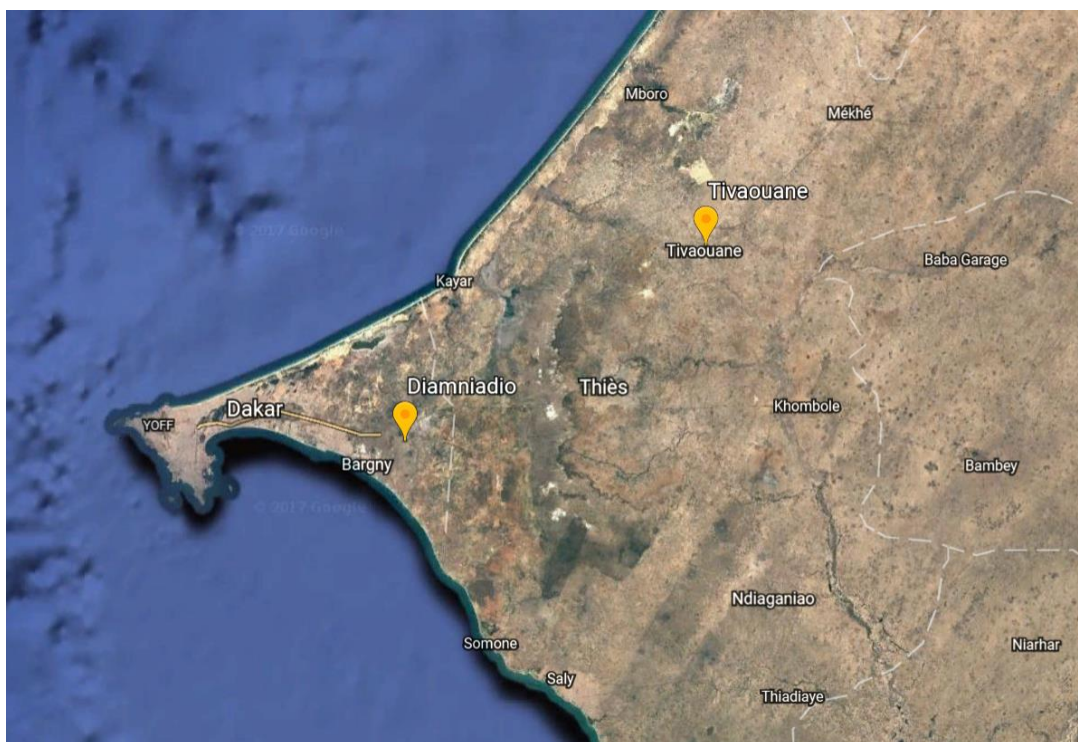 Mboro
Mékhé
Tivaouane
Tivaouane
© 2017 Google
Baba Garage
Kayar
Diamniadio
Thiès
Dakar
Khombole
YOFF
Bargny
Bambey
© 2017 Google
Ndiaganiao
Somone
Niarhar
Saly
Thiadiaye